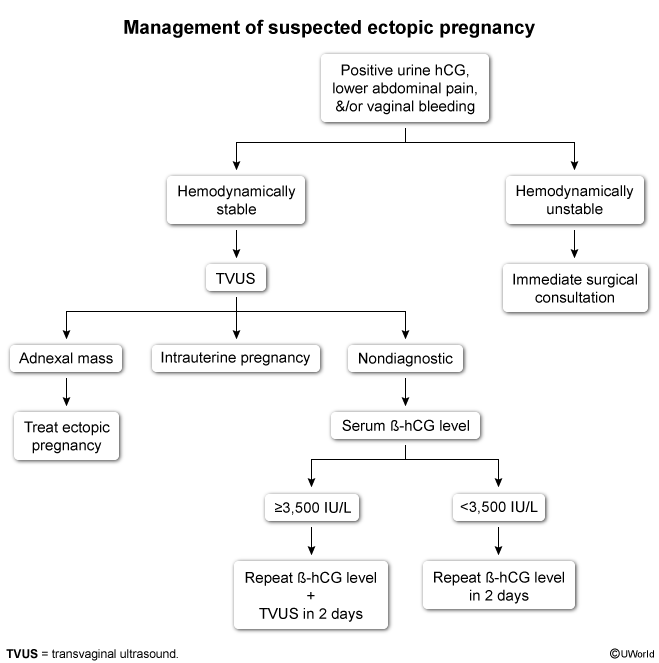 Management of suspected ectopic pregnancy
Positive urine hCG,
lower abdominal pain,
&/or vaginal bleeding
Hemodynamically
stable
Hemodynamically
unstable
TVUS
Immediate surgical
consultation
Adnexal mass
Intrauterine pregnancy
Nondiagnostic
Treat ectopic
pregnancy
Serum ß-hCG level
≥3,500 IU/L
<3,500 IU/L
Repeat ß-hCG level
+
TVUS in 2 days
Repeat ß-hCG level
in 2 days
TVUS = transvaginal ultrasound.
©UWorld